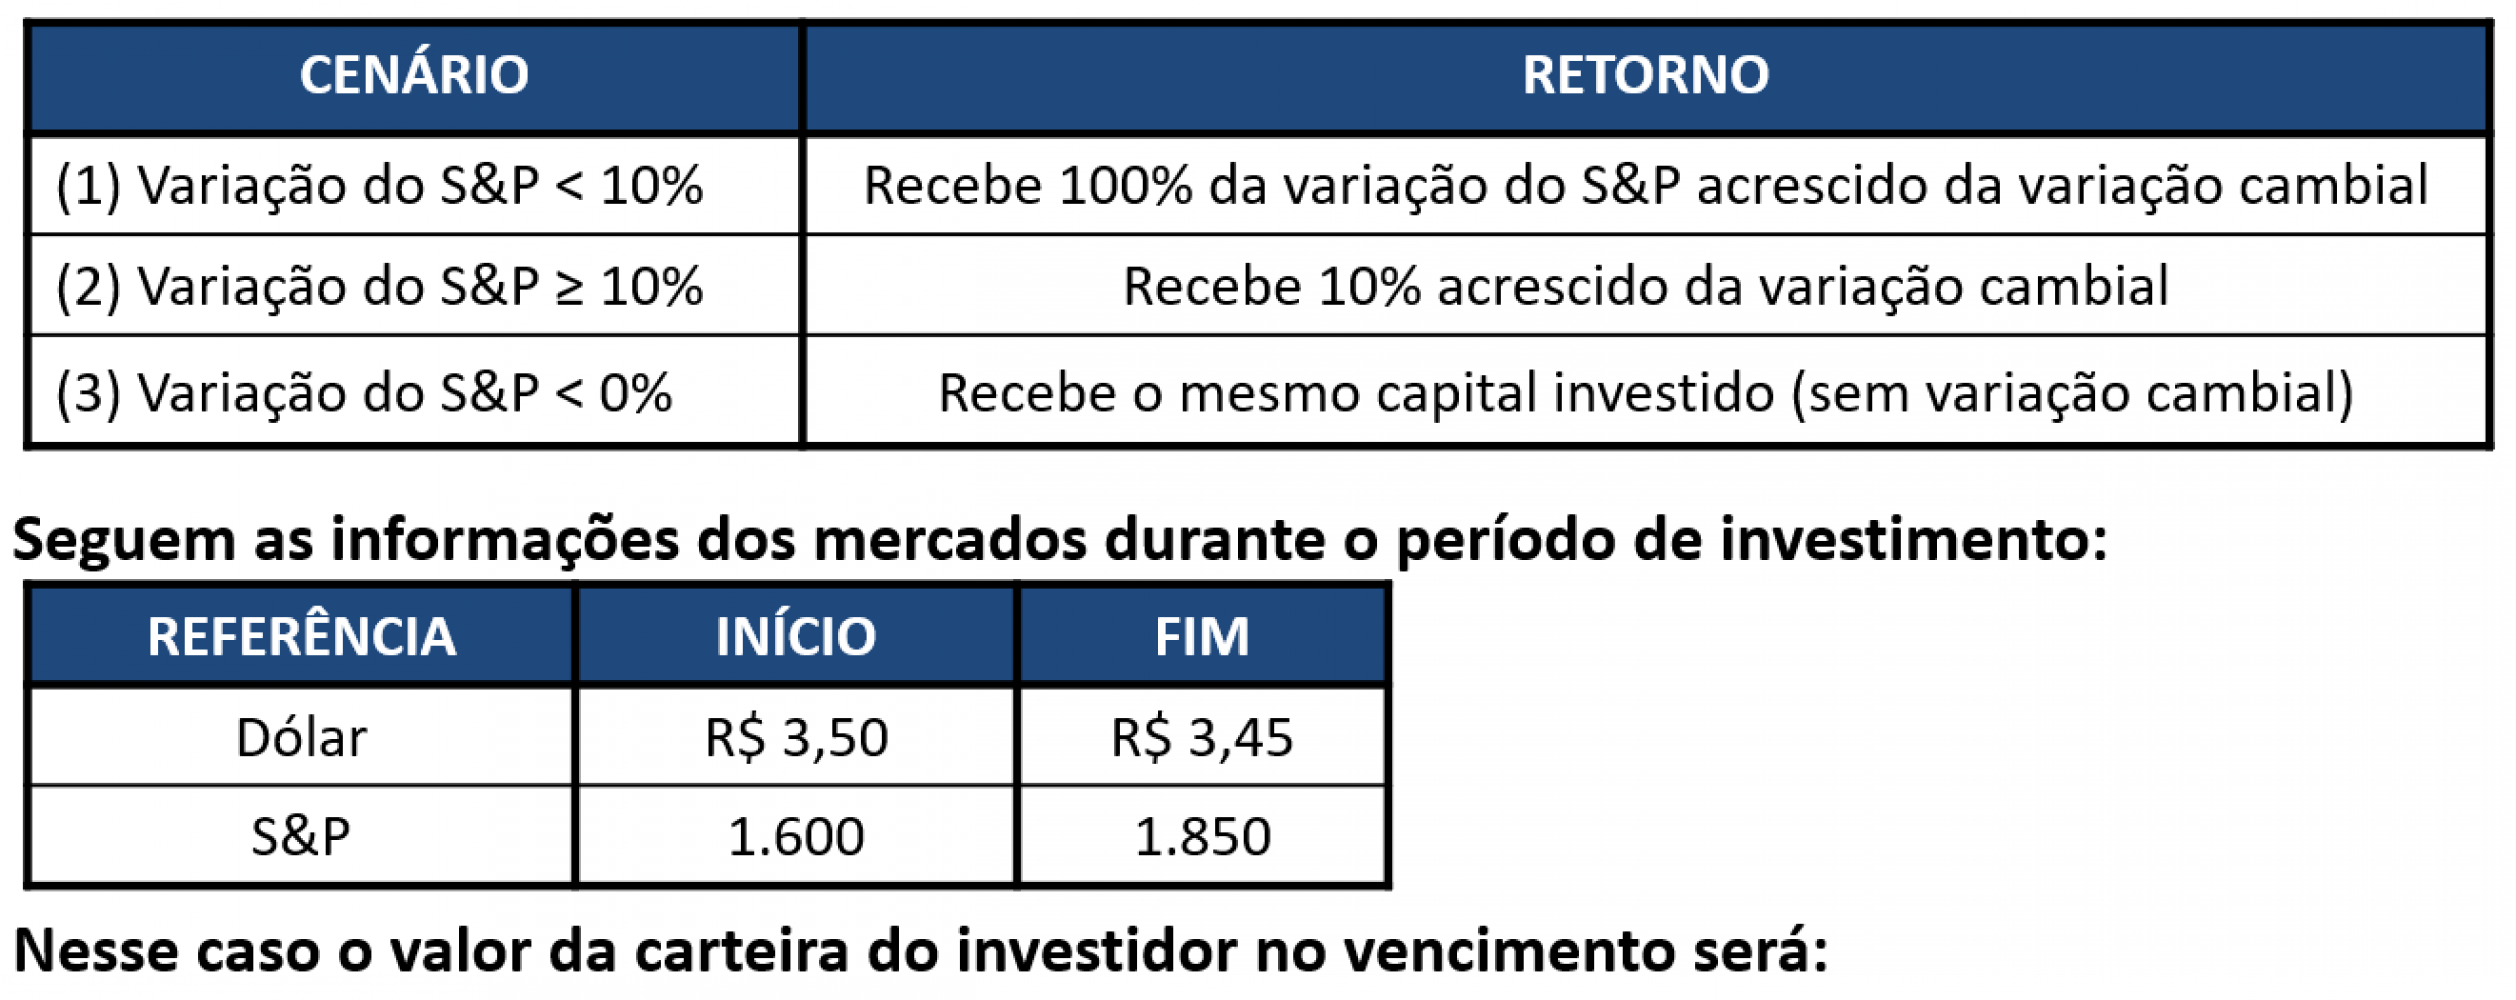 CENÁRIO RETORNO
(1) Variação do S&P < 10% Recebe 100% da variação do S&P acrescido da variação cambial
(2) Variação do S&P ≥ 10% Recebe 10% acrescido da variação cambial
(3) Variação do S&P < 0% Recebe o mesmo capital investido (sem variação cambial)
Seguem as informações dos mercados durante o período de investimento:
REFERÊNCIA INÍCIO FIM
Dólar R$ 3,50 R$ 3,45
S&P 1.600 1.850
Nesse caso o valor da carteira do investidor no vencimento será: